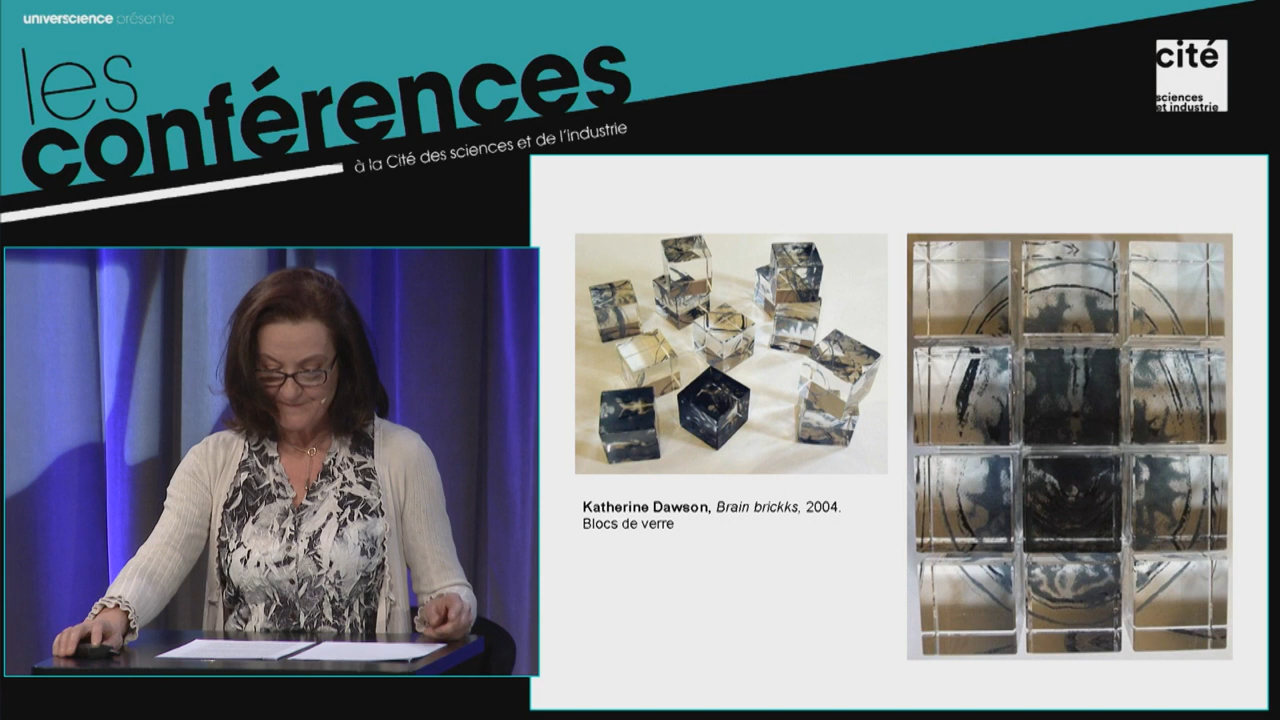 universcience présente
les
conférences
à la Cité des sciences et de l'industrie
cité
sciences
et industrie
Katherine Dawson, Brain brickks, 2004.
Blocs de verre